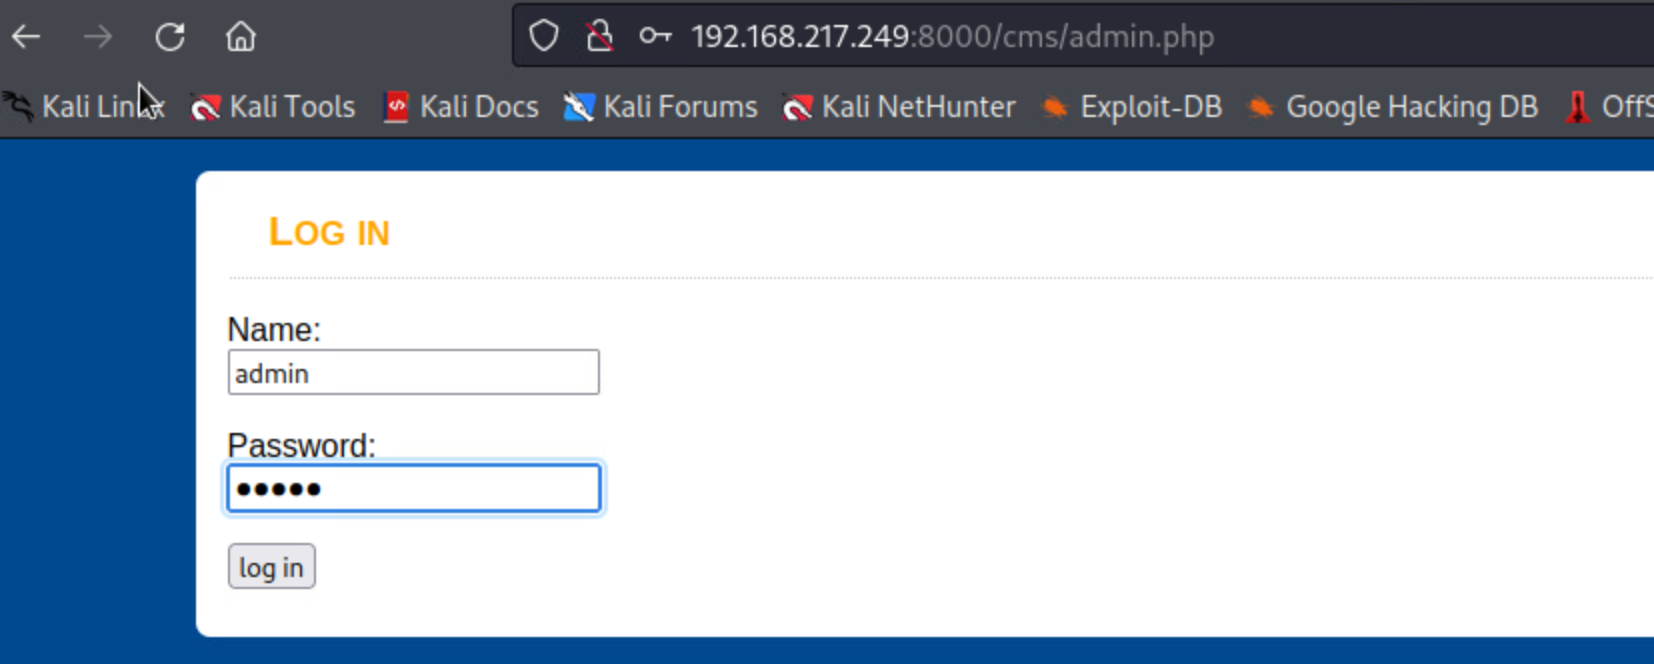 192.168.217.249:8000/cms/admin.php
Kali Linux Kali Tools Kali Docs Kali Forums Kali NetHunter Exploit-DB Google Hacking DB OffS
LOG IN
Name:
admin
Password:
•••••
log in